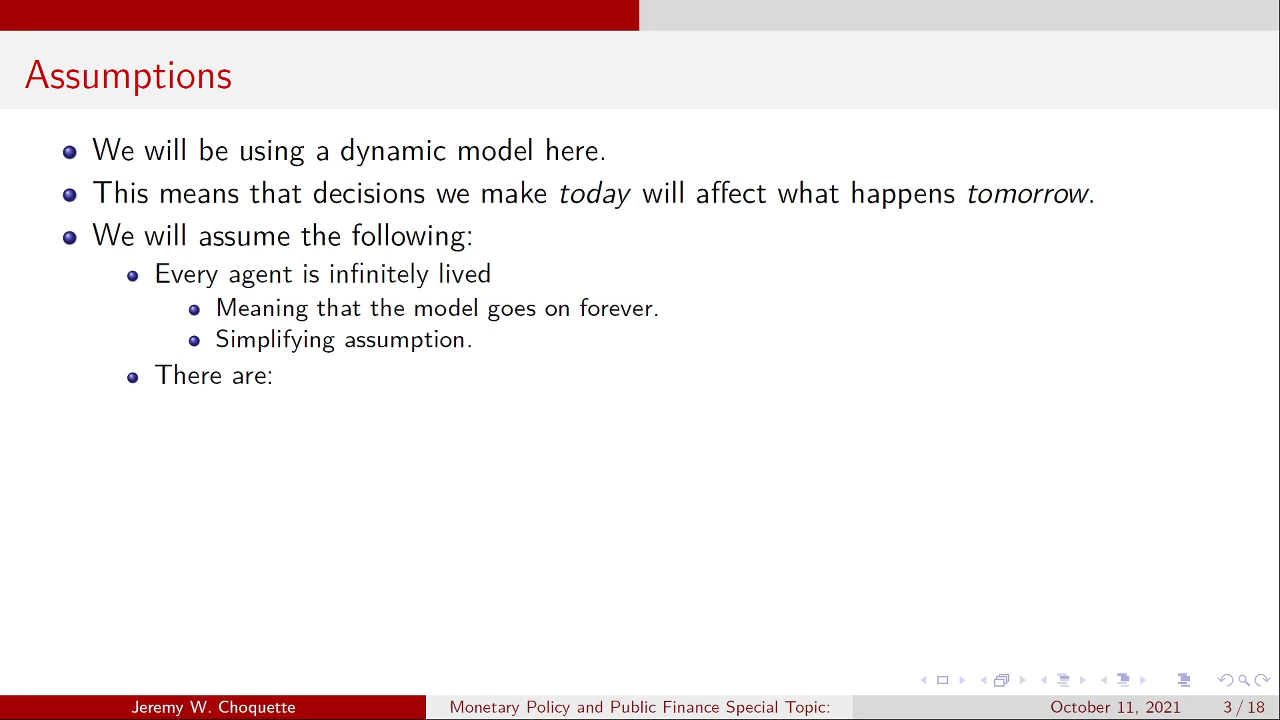 Assumptions
We will be using a dynamic model here.
This means that decisions we make today will affect what happens tomorrow.
We will assume the following:
Every agent is infinitely lived
Meaning that the model goes on forever.
Simplifying assumption.
There are:
Jeremy W. Choquette
Monetary Policy and Public Finance Special Topic:
October 11, 2021
3 / 18